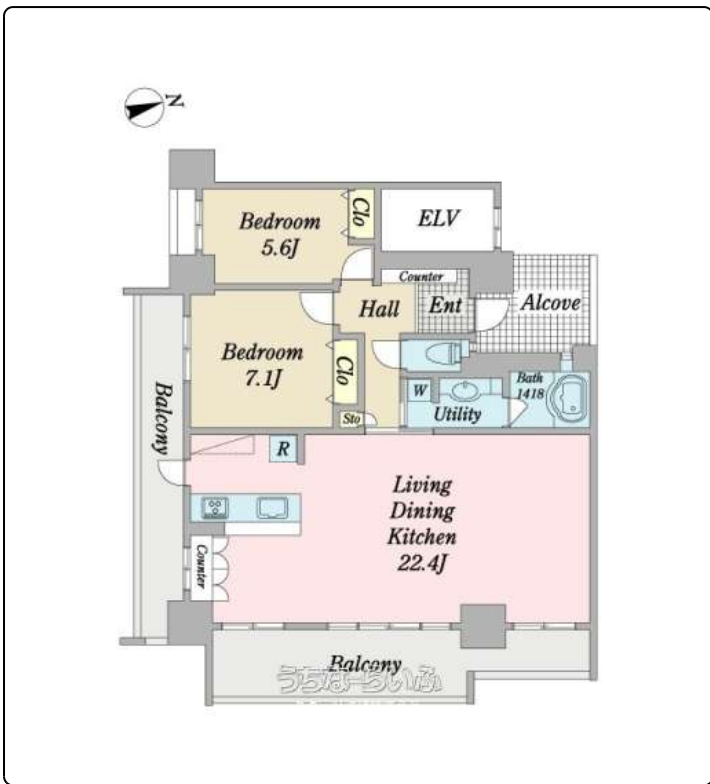 N
Bedroom
5.6J
Clo
ELV
Counter
Hall
Ent
Alcove
Bedroom
7.1J
Clo
Balcony
W
Bath
1418
Sto
Utility
R
Living
Dining
Kitchen
22.4J
Counter
Balcony
うちなーらいふ